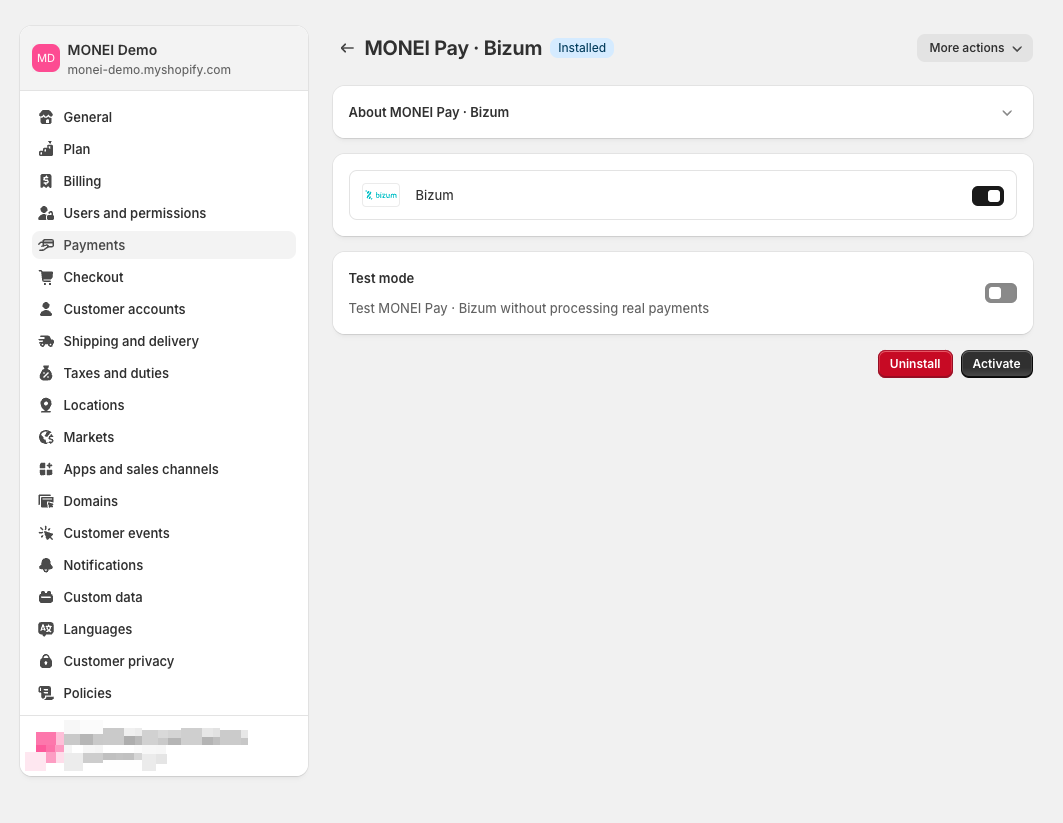 MD
MONEI Demo
monei-demo.myshopify.com
General
Plan
Billing
Users and permissions
Payments
Checkout
Customer accounts
Shipping and delivery
Taxes and duties
Locations
Markets
Apps and sales channels
Domains
Customer events
Notifications
Custom data
Languages
Customer privacy
Policies
MONEI Pay · Bizum Installed
More actions
About MONEI Pay · Bizum
bizum Bizum
Test mode
Test MONEI Pay · Bizum without processing real payments
Uninstall Activate